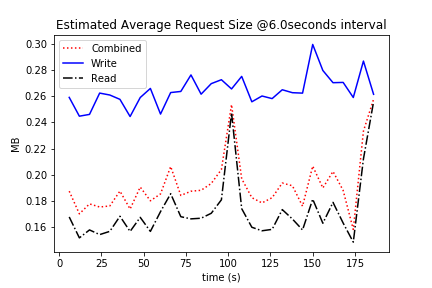 Estimated Average Request Size @6.0seconds interval
Combined
Write
Read
MB
0.30
0.28
0.26
0.24
0.22
0.20
0.18
0.16
0 25 50 75 100 125 150 175
time (s)